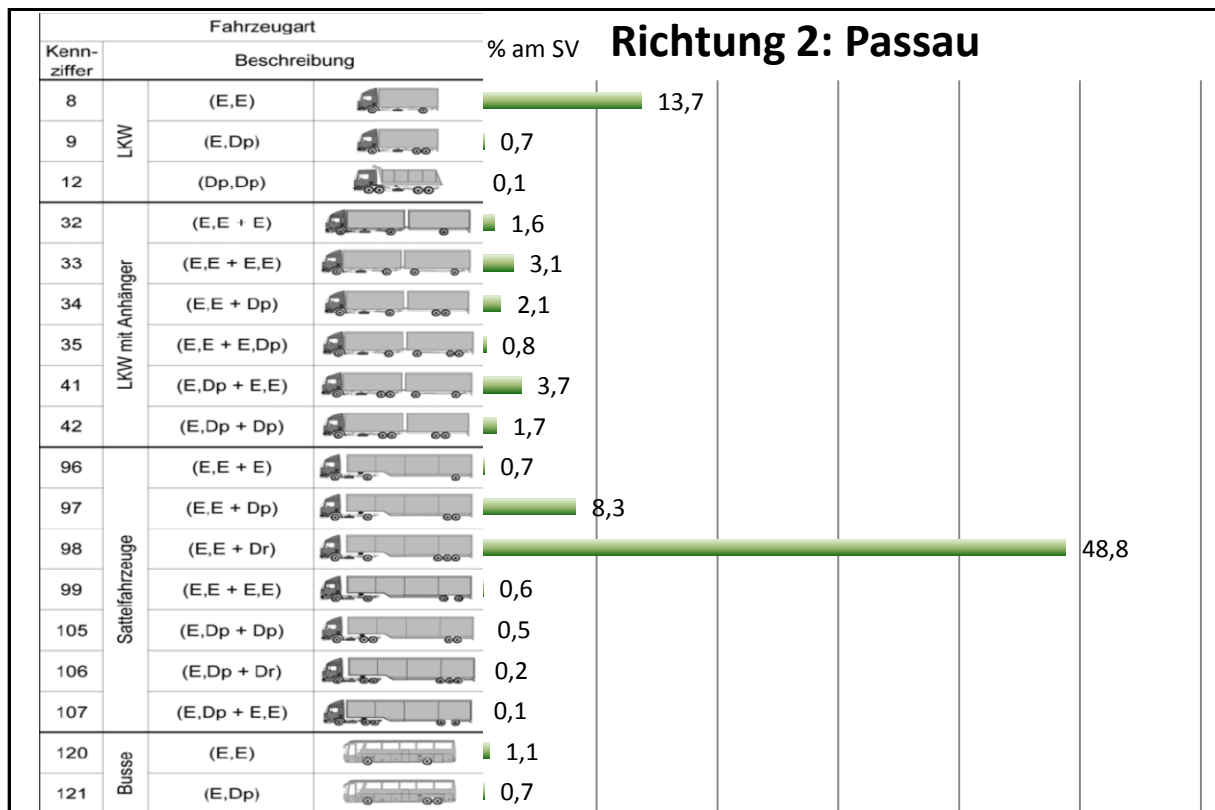 Fahrzeugart
Richtung 2: Passau
Kenn-
ziffer
Beschreibung
% am SV
LKW
8 (E,E) 13,7
9 (E,Dp) 0,7
12 (Dp,Dp) 0,1
LKW mit Anhänger
32 (E,E + E) 1,6
33 (E,E + E,E) 3,1
34 (E,E + Dp) 2,1
35 (E,E + E,Dp) 0,8
41 (E,Dp + E,E) 3,7
42 (E,Dp + Dp) 1,7
Sattelfahrzeuge
96 (E,E + E) 0,7
97 (E,E + Dp) 8,3
98 (E,E + Dr) 48,8
99 (E,E + E,E) 0,6
105 (E,Dp + Dp) 0,5
106 (E,Dp + Dr) 0,2
107 (E,Dp + E,E) 0,1
Busse
120 (E,E) 1,1
121 (E,Dp) 0,7